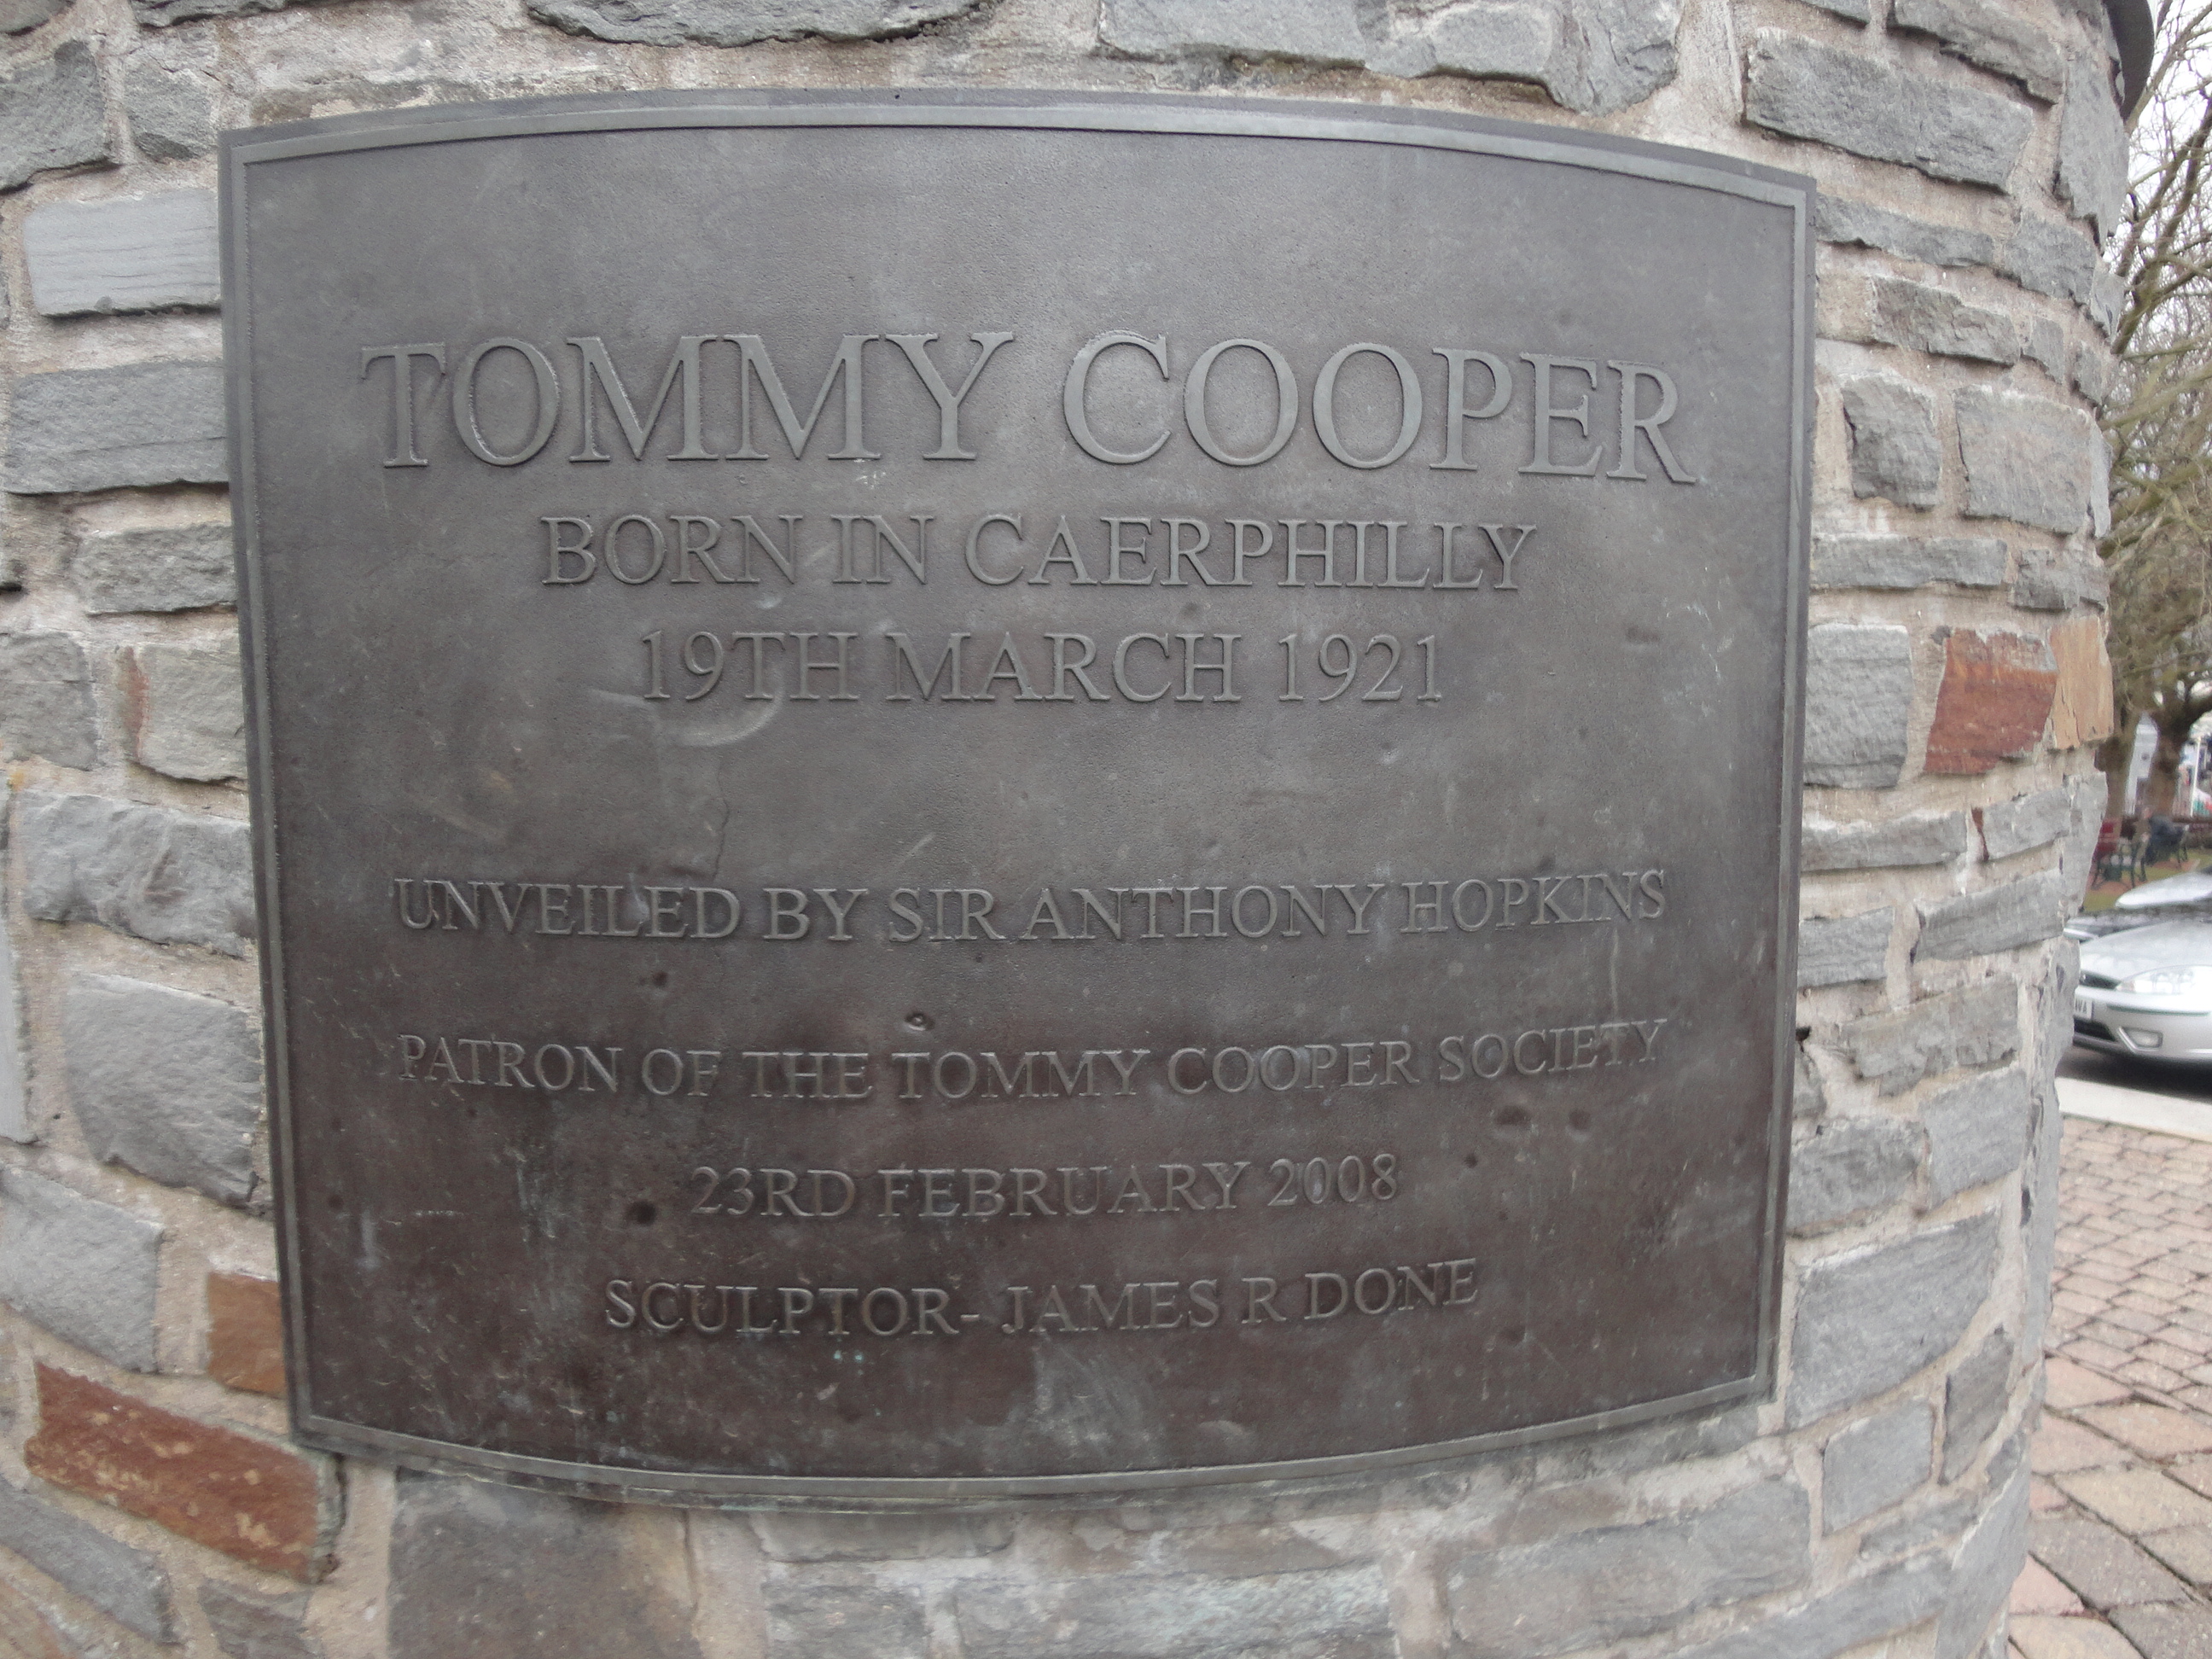 TOMMY COOPER
BORN IN CAERPHILLY
19TH MARCH 1921
UNVEILED BY SIR ANTHONY HOPKINS
PATRON OF THE TOMMY COOPER SOCIETY
23RD FEBRUARY 2008
SCULPTOR- JAMES R DONE